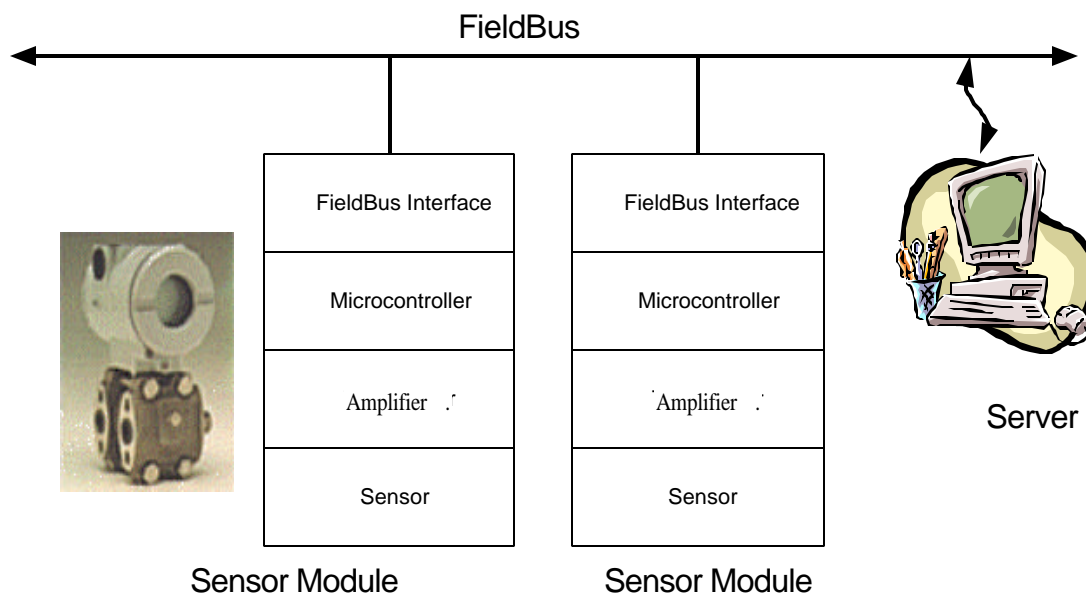 FieldBus
FieldBus Interface
Microcontroller
Amplifier
Sensor
Sensor Module
FieldBus Interface
Microcontroller
Amplifier
Sensor
Sensor Module
Server